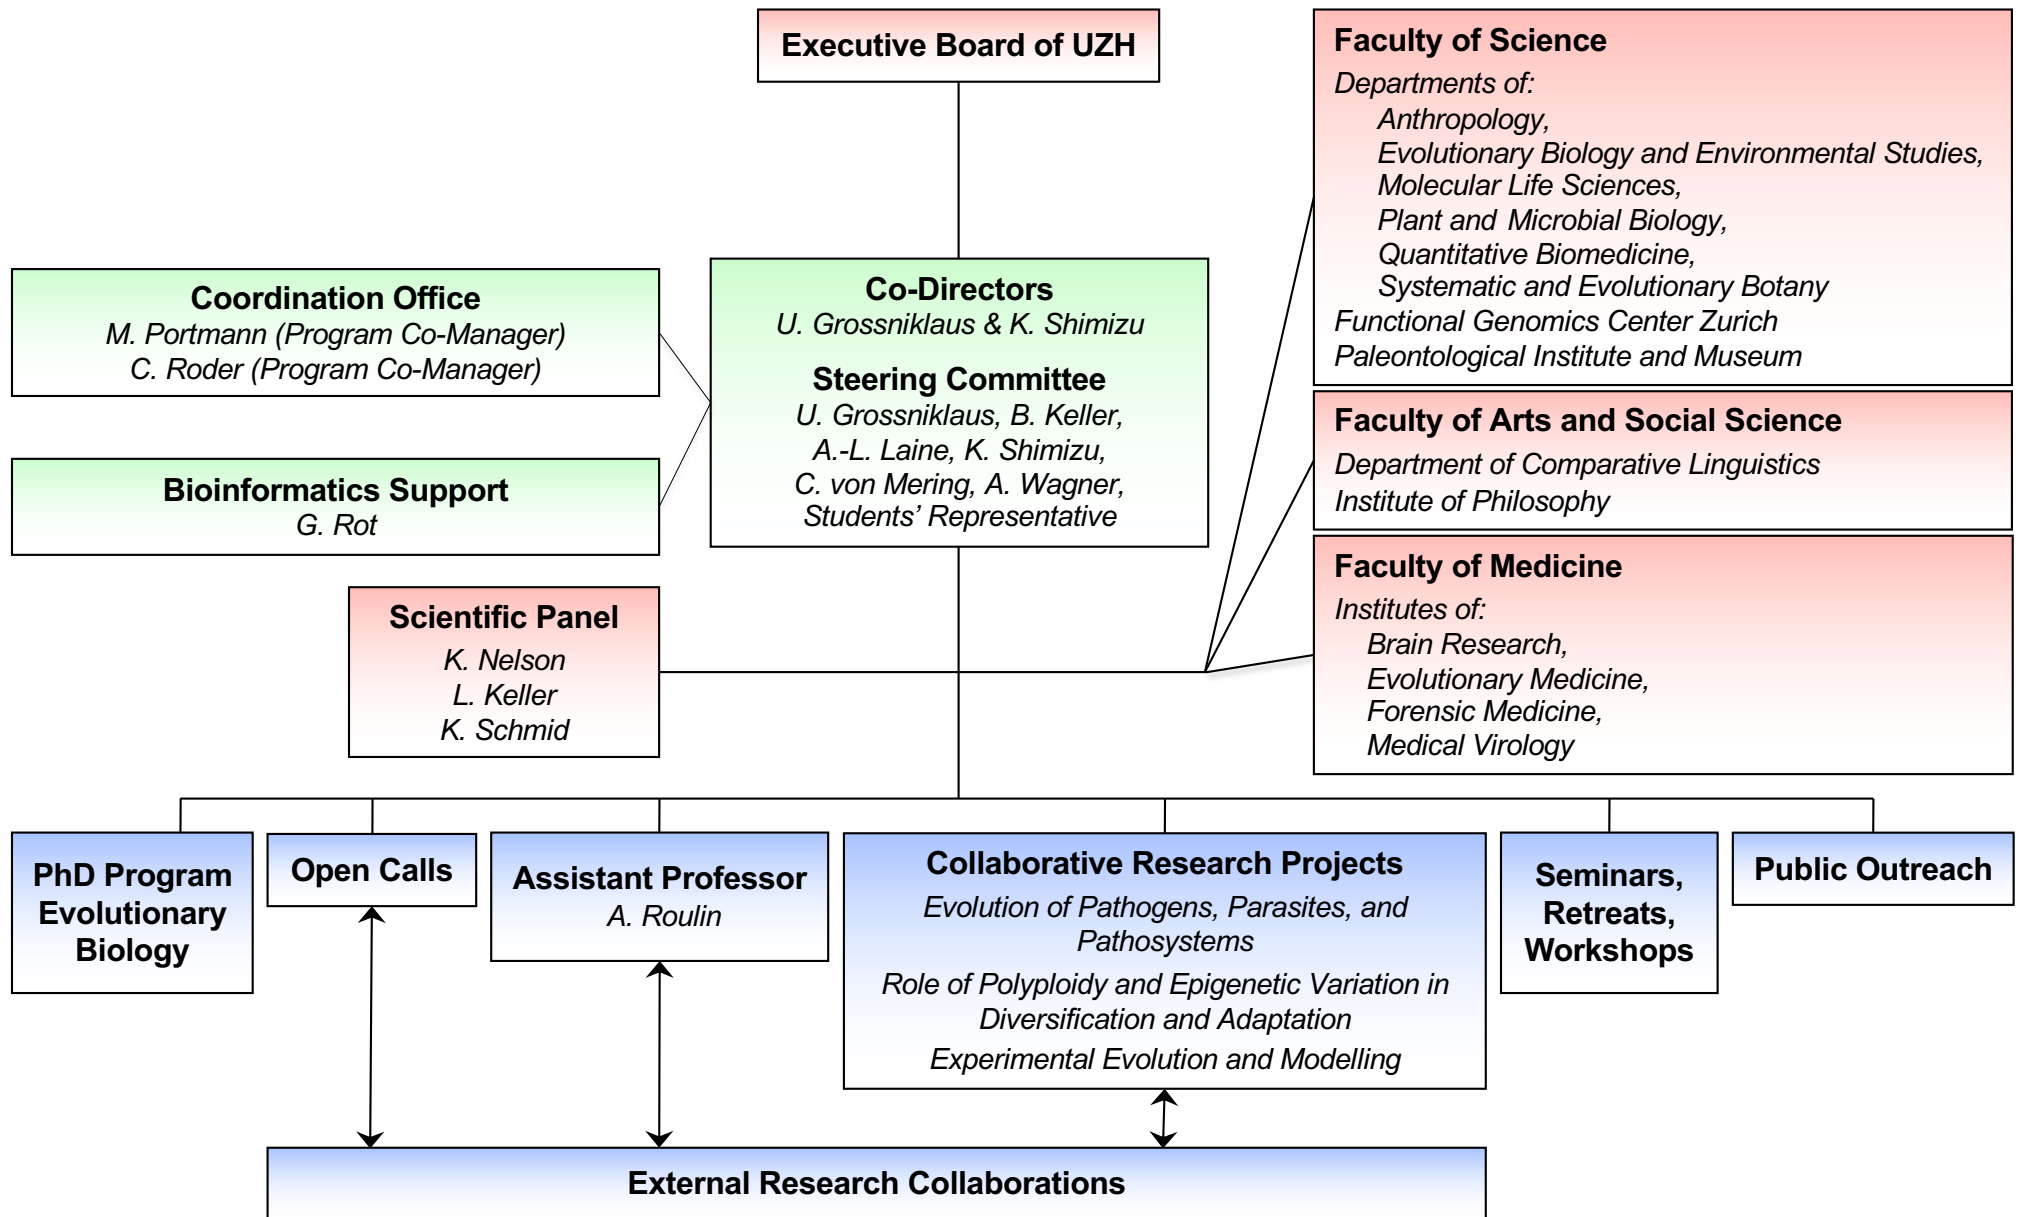 Executive Board of UZH
Faculty of Science
Departments of:
Anthropology,
Evolutionary Biology and Environmental Studies,
Molecular Life Sciences,
Plant and Microbial Biology,
Quantitative Biomedicine,
Systematic and Evolutionary Botany
Functional Genomics Center Zurich
Paleontological Institute and Museum
Coordination Office
M. Portmann (Program Co-Manager)
C. Roder (Program Co-Manager)
Co-Directors
U. Grossniklaus & K. Shimizu
Steering Committee
U. Grossniklaus, B. Keller,
A.-L. Laine, K. Shimizu,
C. von Mering, A. Wagner,
Students’ Representative
Faculty of Arts and Social Science
Department of Comparative Linguistics
Institute of Philosophy
Bioinformatics Support
G. Rot
Faculty of Medicine
Institutes of:
Brain Research,
Evolutionary Medicine,
Forensic Medicine,
Medical Virology
Scientific Panel
K. Nelson
L. Keller
K. Schmid
PhD Program
Evolutionary
Biology
Open Calls
Assistant Professor
A. Roulin
Collaborative Research Projects
Evolution of Pathogens, Parasites, and
Pathosystems
Role of Polyploidy and Epigenetic Variation in
Diversification and Adaptation
Experimental Evolution and Modelling
Seminars,
Retreats,
Workshops
Public Outreach
External Research Collaborations